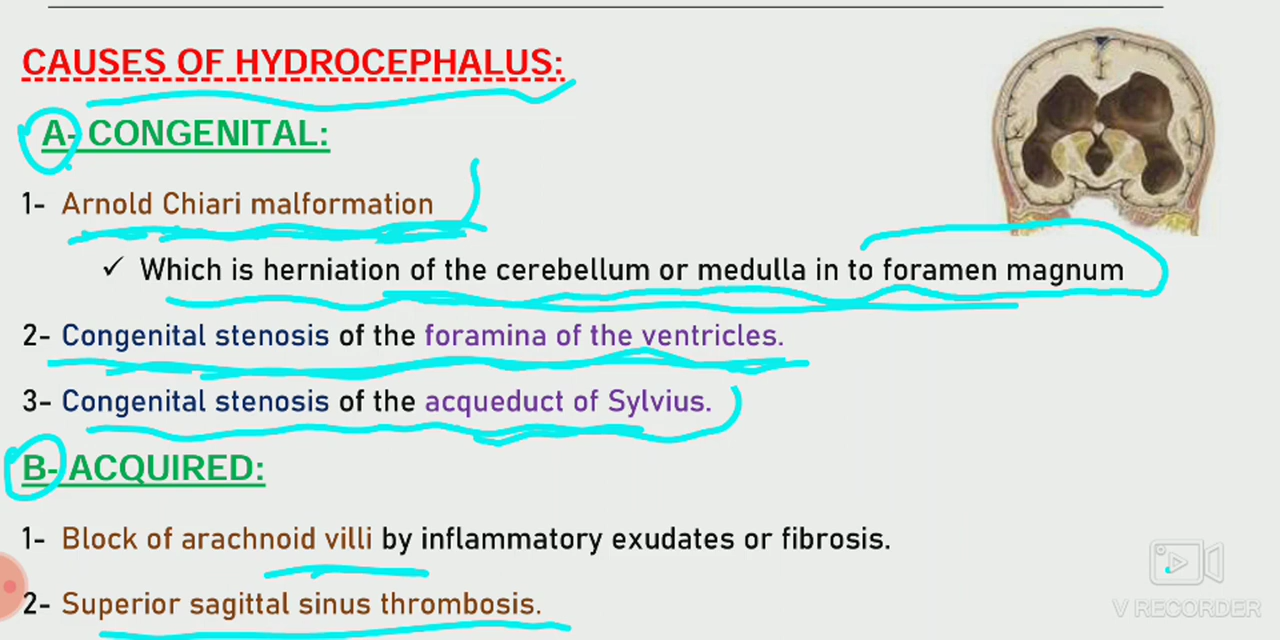 CAUSES OF HYDROCEPHALUS:
A- CONGENITAL:
1- Arnold Chiari malformation
✓ Which is herniation of the cerebellum or medulla in to foramen magnum
2- Congenital stenosis of the foramina of the ventricles.
3- Congenital stenosis of the acqueduct of Sylvius.
B- ACQUIRED:
1- Block of arachnoid villi by inflammatory exudates or fibrosis.
2- Superior sagittal sinus thrombosis.
V RECORDER